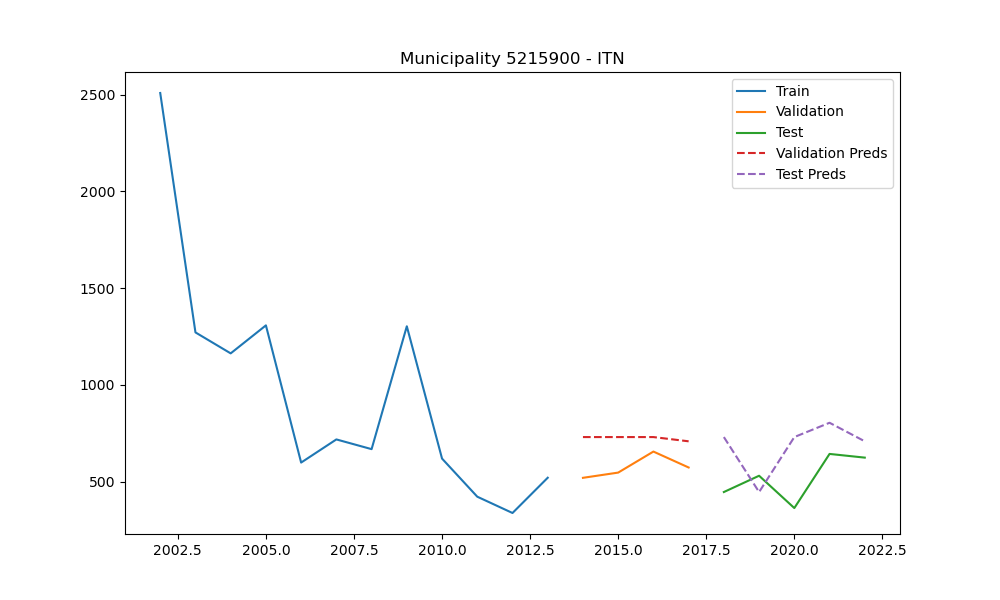 Municipality 5215900 - ITN
Train
Validation
Test
Validation Preds
Test Preds
2500
2000
1500
1000
500
2002.5 2005.0 2007.5 2010.0 2012.5 2015.0 2017.5 2020.0 2022.5